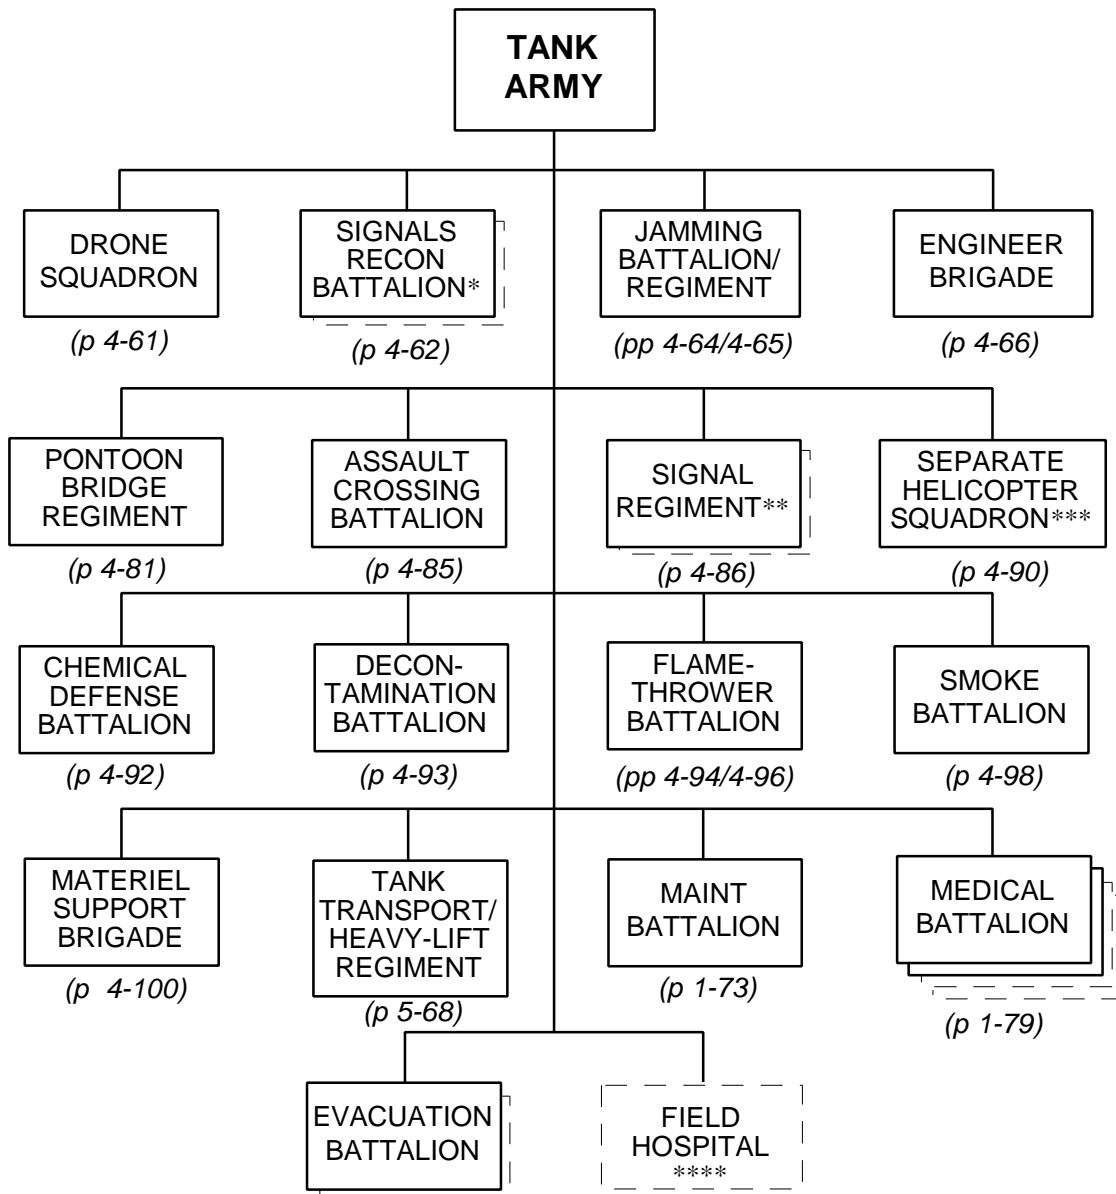 TANK
ARMY
DRONE
SQUADRON
(p 4-61)
SIGNALS
RECON
BATTALION*
(p 4-62)
JAMMING
BATTALION/
REGIMENT
(pp 4-64/4-65)
ENGINEER
BRIGADE
(p 4-66)
PONTOON
BRIDGE
REGIMENT
(p 4-81)
ASSAULT
CROSSING
BATTALION
(p 4-85)
SIGNAL
REGIMENT**
(p 4-86)
SEPARATE
HELICOPTER
SQUADRON***
(p 4-90)
CHEMICAL
DEFENSE
BATTALION
(p 4-92)
DECON-
TAMINATION
BATTALION
(p 4-93)
FLAME-
THROWER
BATTALION
(pp 4-94/4-96)
SMOKE
BATTALION
(p 4-98)
MATERIEL
SUPPORT
BRIGADE
(p 4-100)
TANK
TRANSPORT/
HEAVY-LIFT
REGIMENT
(p 5-68)
MAINT
BATTALION
(p 1-73)
MEDICAL
BATTALION
(p 1-79)
EVACUATION
BATTALION
FIELD
HOSPITAL
****